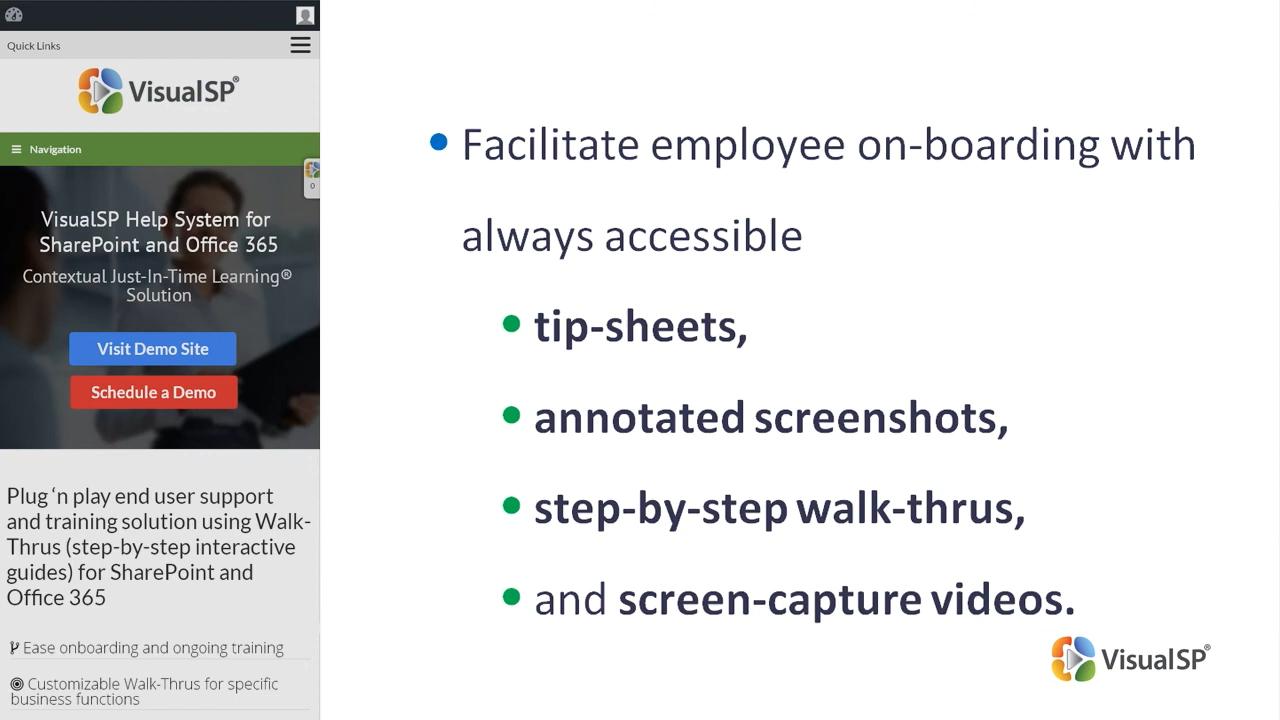 Quick Links
VisualSP®
Navigation
0
VisualSP Help System for
SharePoint and Office 365
Contextual Just-In-Time Learning®
Solution
Visit Demo Site
Schedule a Demo
Plug ‘n play end user support
and training solution using Walk-
Thrus (step-by-step interactive
guides) for SharePoint and
Office 365
Ease onboarding and ongoing training
Customizable Walk-Thrus for specific
business functions
• Facilitate employee on-boarding with
always accessible
• tip-sheets,
• annotated screenshots,
• step-by-step walk-thrus,
• and screen-capture videos.
VisualSP®